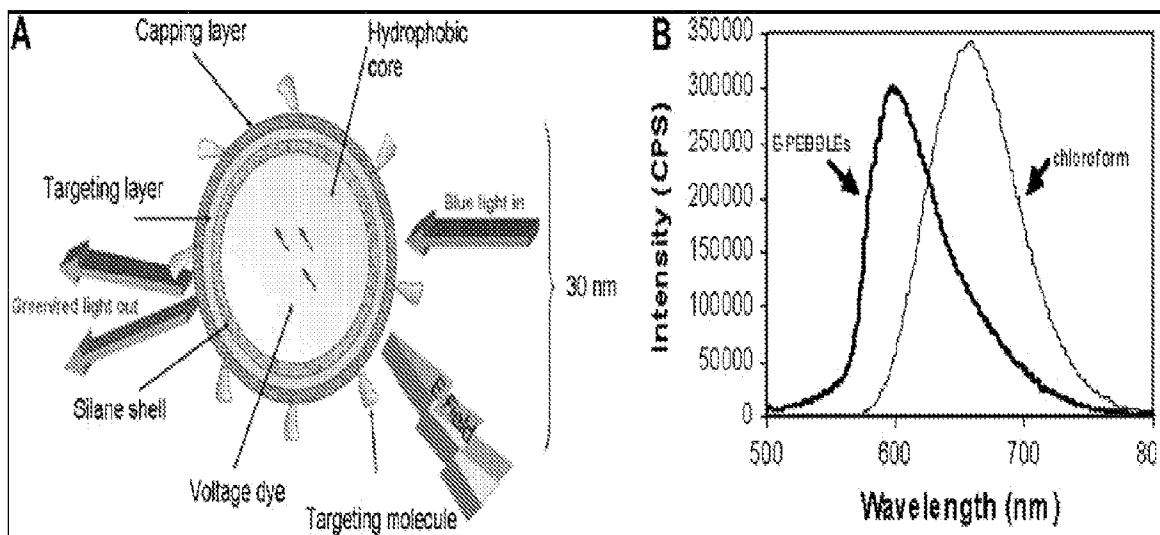 A
Capping layer
Hydrophobic
core
Targeting layer
Blue light in
30 nm
Green/red light out
Silane shell
E Field
Voltage dye
Targeting molecule
B
350000
300000
250000
200000
150000
100000
50000
0
Intensity (CPS)
E-PEBBLEs
chloroform
500
600
700
80
Wavelength (nm)